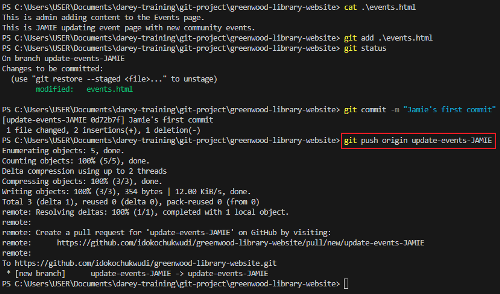 PS C:\Users\USER\Documents\darey-training\git-project\greenwood-library-website> cat .\events.html
This is admin adding content to the Events page.
This is JAMIE updating event page with new community events.
PS C:\Users\USER\Documents\darey-training\git-project\greenwood-library-website> git add .\events.html
PS C:\Users\USER\Documents\darey-training\git-project\greenwood-library-website> git status
On branch update-events-JAMIE
Changes to be committed:
  (use "git restore --staged <file>..." to unstage)
        modified:   events.html
PS C:\Users\USER\Documents\darey-training\git-project\greenwood-library-website> git commit -m "Jamie's first commit"
[update-events-JAMIE 0d72b7f] Jamie's first commit
 1 file changed, 2 insertions(+), 1 deletion(-)
PS C:\Users\USER\Documents\darey-training\git-project\greenwood-library-website> git push origin update-events-JAMIE
Enumerating objects: 5, done.
Counting objects: 100% (5/5), done.
Delta compression using up to 2 threads
Compressing objects: 100% (3/3), done.
Writing objects: 100% (3/3), 354 bytes | 12.00 KiB/s, done.
Total 3 (delta 1), reused 0 (delta 0), pack-reused 0 (from 0)
remote: Resolving deltas: 100% (1/1), completed with 1 local object.
remote:
remote: Create a pull request for 'update-events-JAMIE' on GitHub by visiting:
remote:      https://github.com/idokochukwudi/greenwood-library-website/pull/new/update-events-JAMIE
remote:
To https://github.com/idokochukwudi/greenwood-library-website.git
 * [new branch]      update-events-JAMIE -> update-events-JAMIE
PS C:\Users\USER\Documents\darey-training\git-project\greenwood-library-website>